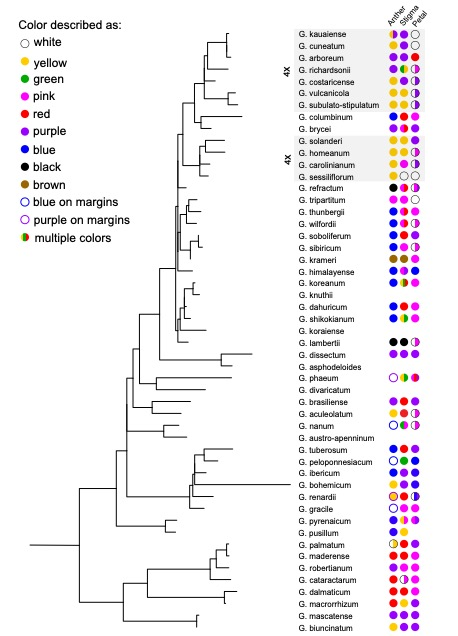 Color described as:
white
yellow
green
pink
red
purple
blue
black
brown
blue on margins
purple on margins
multiple colors
Anther
Stigma
Petal
4X
4X
G. kauaiense
G. cuneatum
G. arboreum
G. richardsonii
G. costaricense
G. vulcanicola
G. subulato-stipulatum
G. columbinum
G. brycei
G. solanderi
G. homeanum
G. carolinianum
G. sessiliflorum
G. refractum
G. tripartitum
G. thunbergii
G. wilfordii
G. soboliferum
G. sibiricum
G. krameri
G. himalayense
G. koreanum
G. knuthii
G. dahuricum
G. shikokianum
G. koraiense
G. lambertii
G. dissectum
G. asphodeloides
G. phaeum
G. divaricatum
G. brasiliense
G. aculeolatum
G. nanum
G. austro-apenninum
G. tuberosum
G. peloponnesiacum
G. ibericum
G. bohemicum
G. renardii
G. gracile
G. pyrenaicum
G. pusillum
G. palmatum
G. maderense
G. robertianum
G. cataractarum
G. dalmaticum
G. macrorrhizum
G. mascatense
G. biuncinatum